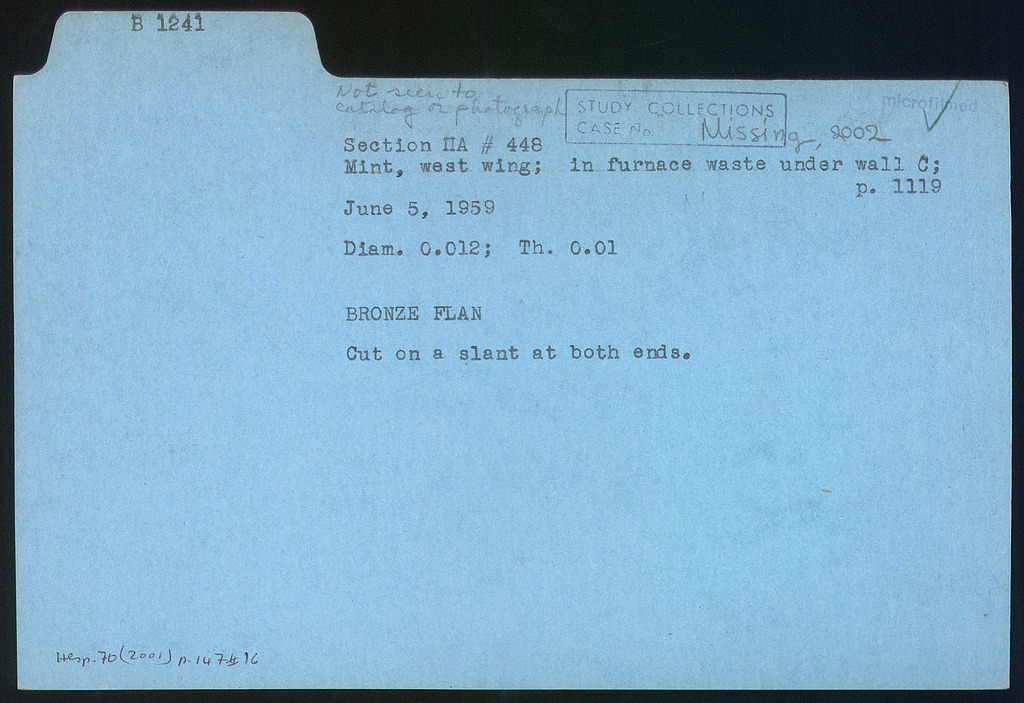 B 1241
Not seen to
catalog or photograph
STUDY COLLECTIONS
CASE No. Missing, 2002
microfilmed
Section ΠA # 448
Mint, west wing; in furnace waste under wall C;
p. 1119
June 5, 1959
Diam. 0.012; Th. 0.01
BRONZE FLAN
Cut on a slant at both ends.
Hesp. 70 (2001) p. 147 # 16